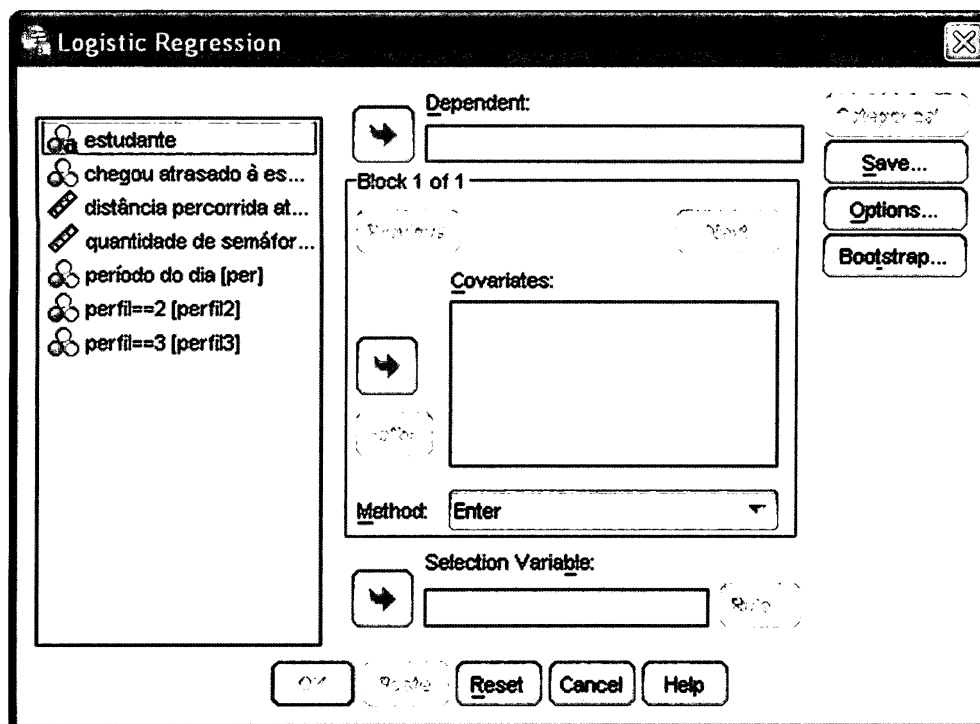 Logistic Regression
estudante
chegou atrasado à es...
distância percorrida at...
quantidade de semáfor...
período do dia [per]
perfil==2 [perfil2]
perfil==3 [perfil3]
Dependent:
Block 1 of 1
Covariates:
Method:
Enter
Selection Variable:
Save...
Options...
Bootstrap...
OK
Paste
Reset
Cancel
Help